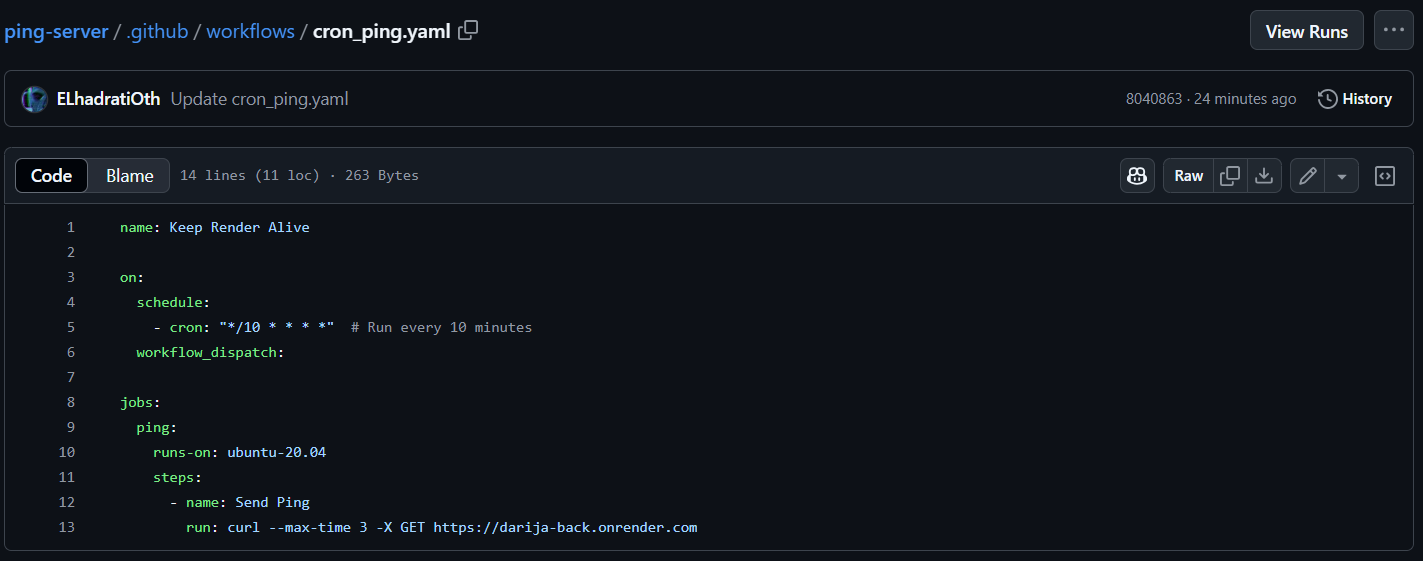 ping-server / .github / workflows / cron_ping.yaml
View Runs
ELhadratiOth Update cron_ping.yaml
8040863 · 24 minutes ago
History
Code Blame 14 lines (11 loc) · 263 Bytes
Raw
1 name: Keep Render Alive
2
3 on:
4   schedule:
5     - cron: "*/10 * * * *"  # Run every 10 minutes
6   workflow_dispatch:
7
8 jobs:
9   ping:
10     runs-on: ubuntu-20.04
11     steps:
12       - name: Send Ping
13         run: curl --max-time 3 -X GET https://darija-back.onrender.com